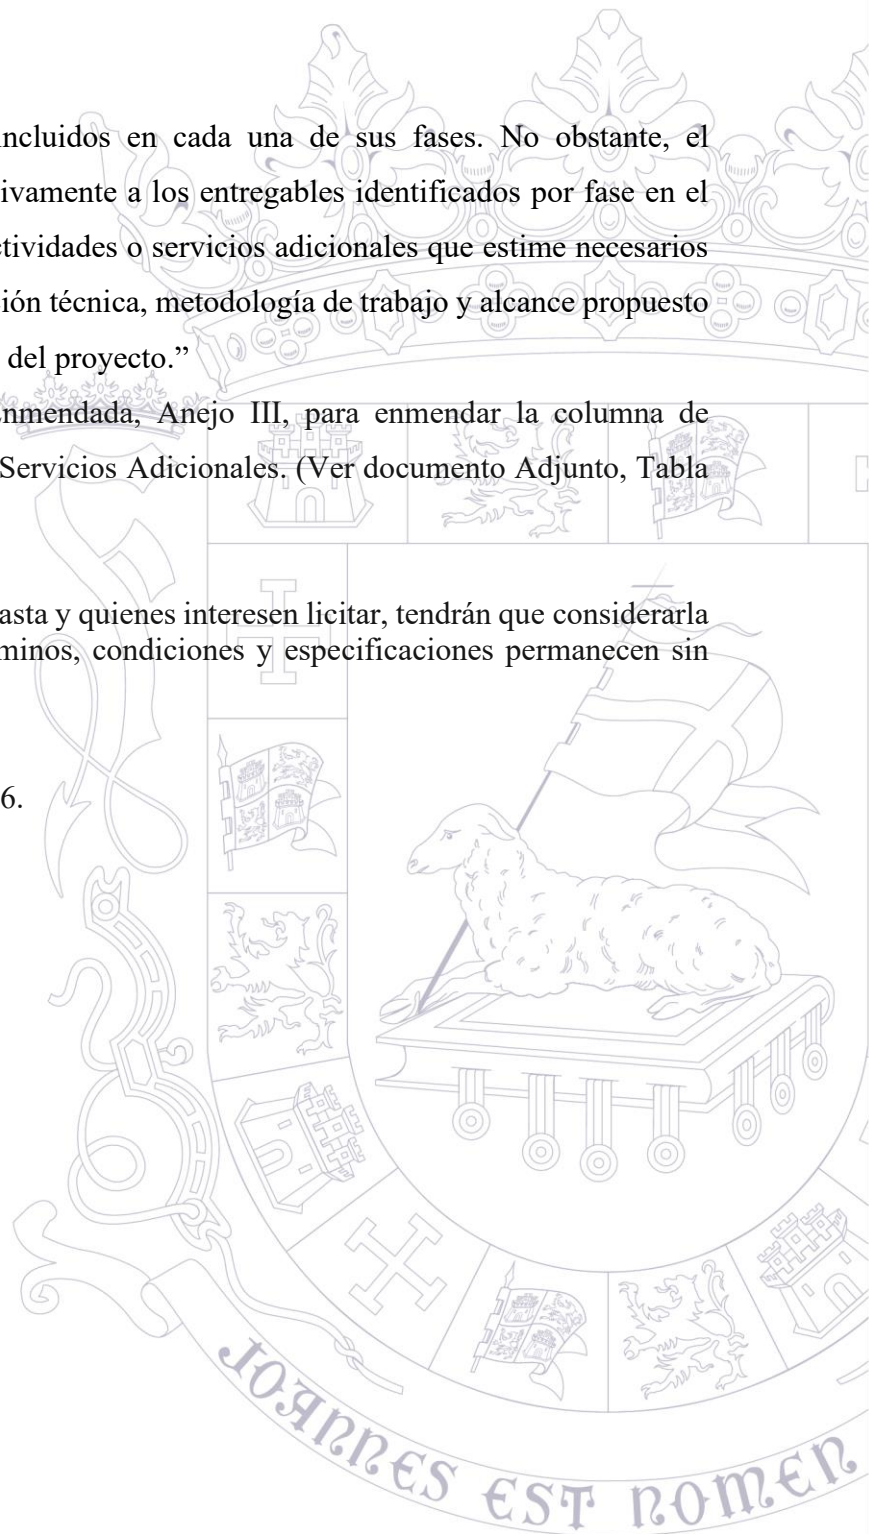 incluidos en cada una de sus fases. No obstante, el
ivamente a los entregables identificados por fase en el
ctividades o servicios adicionales que estime necesarios
ión técnica, metodología de trabajo y alcance propuesto
del proyecto.”
Enmendada, Anejo III, para enmendar la columna de
Servicios Adicionales. (Ver documento Adjunto, Tabla
asta y quienes interesen licitar, tendrán que considerarla
minos, condiciones y especificaciones permanecen sin
6.
JOANNES EST NOMEN